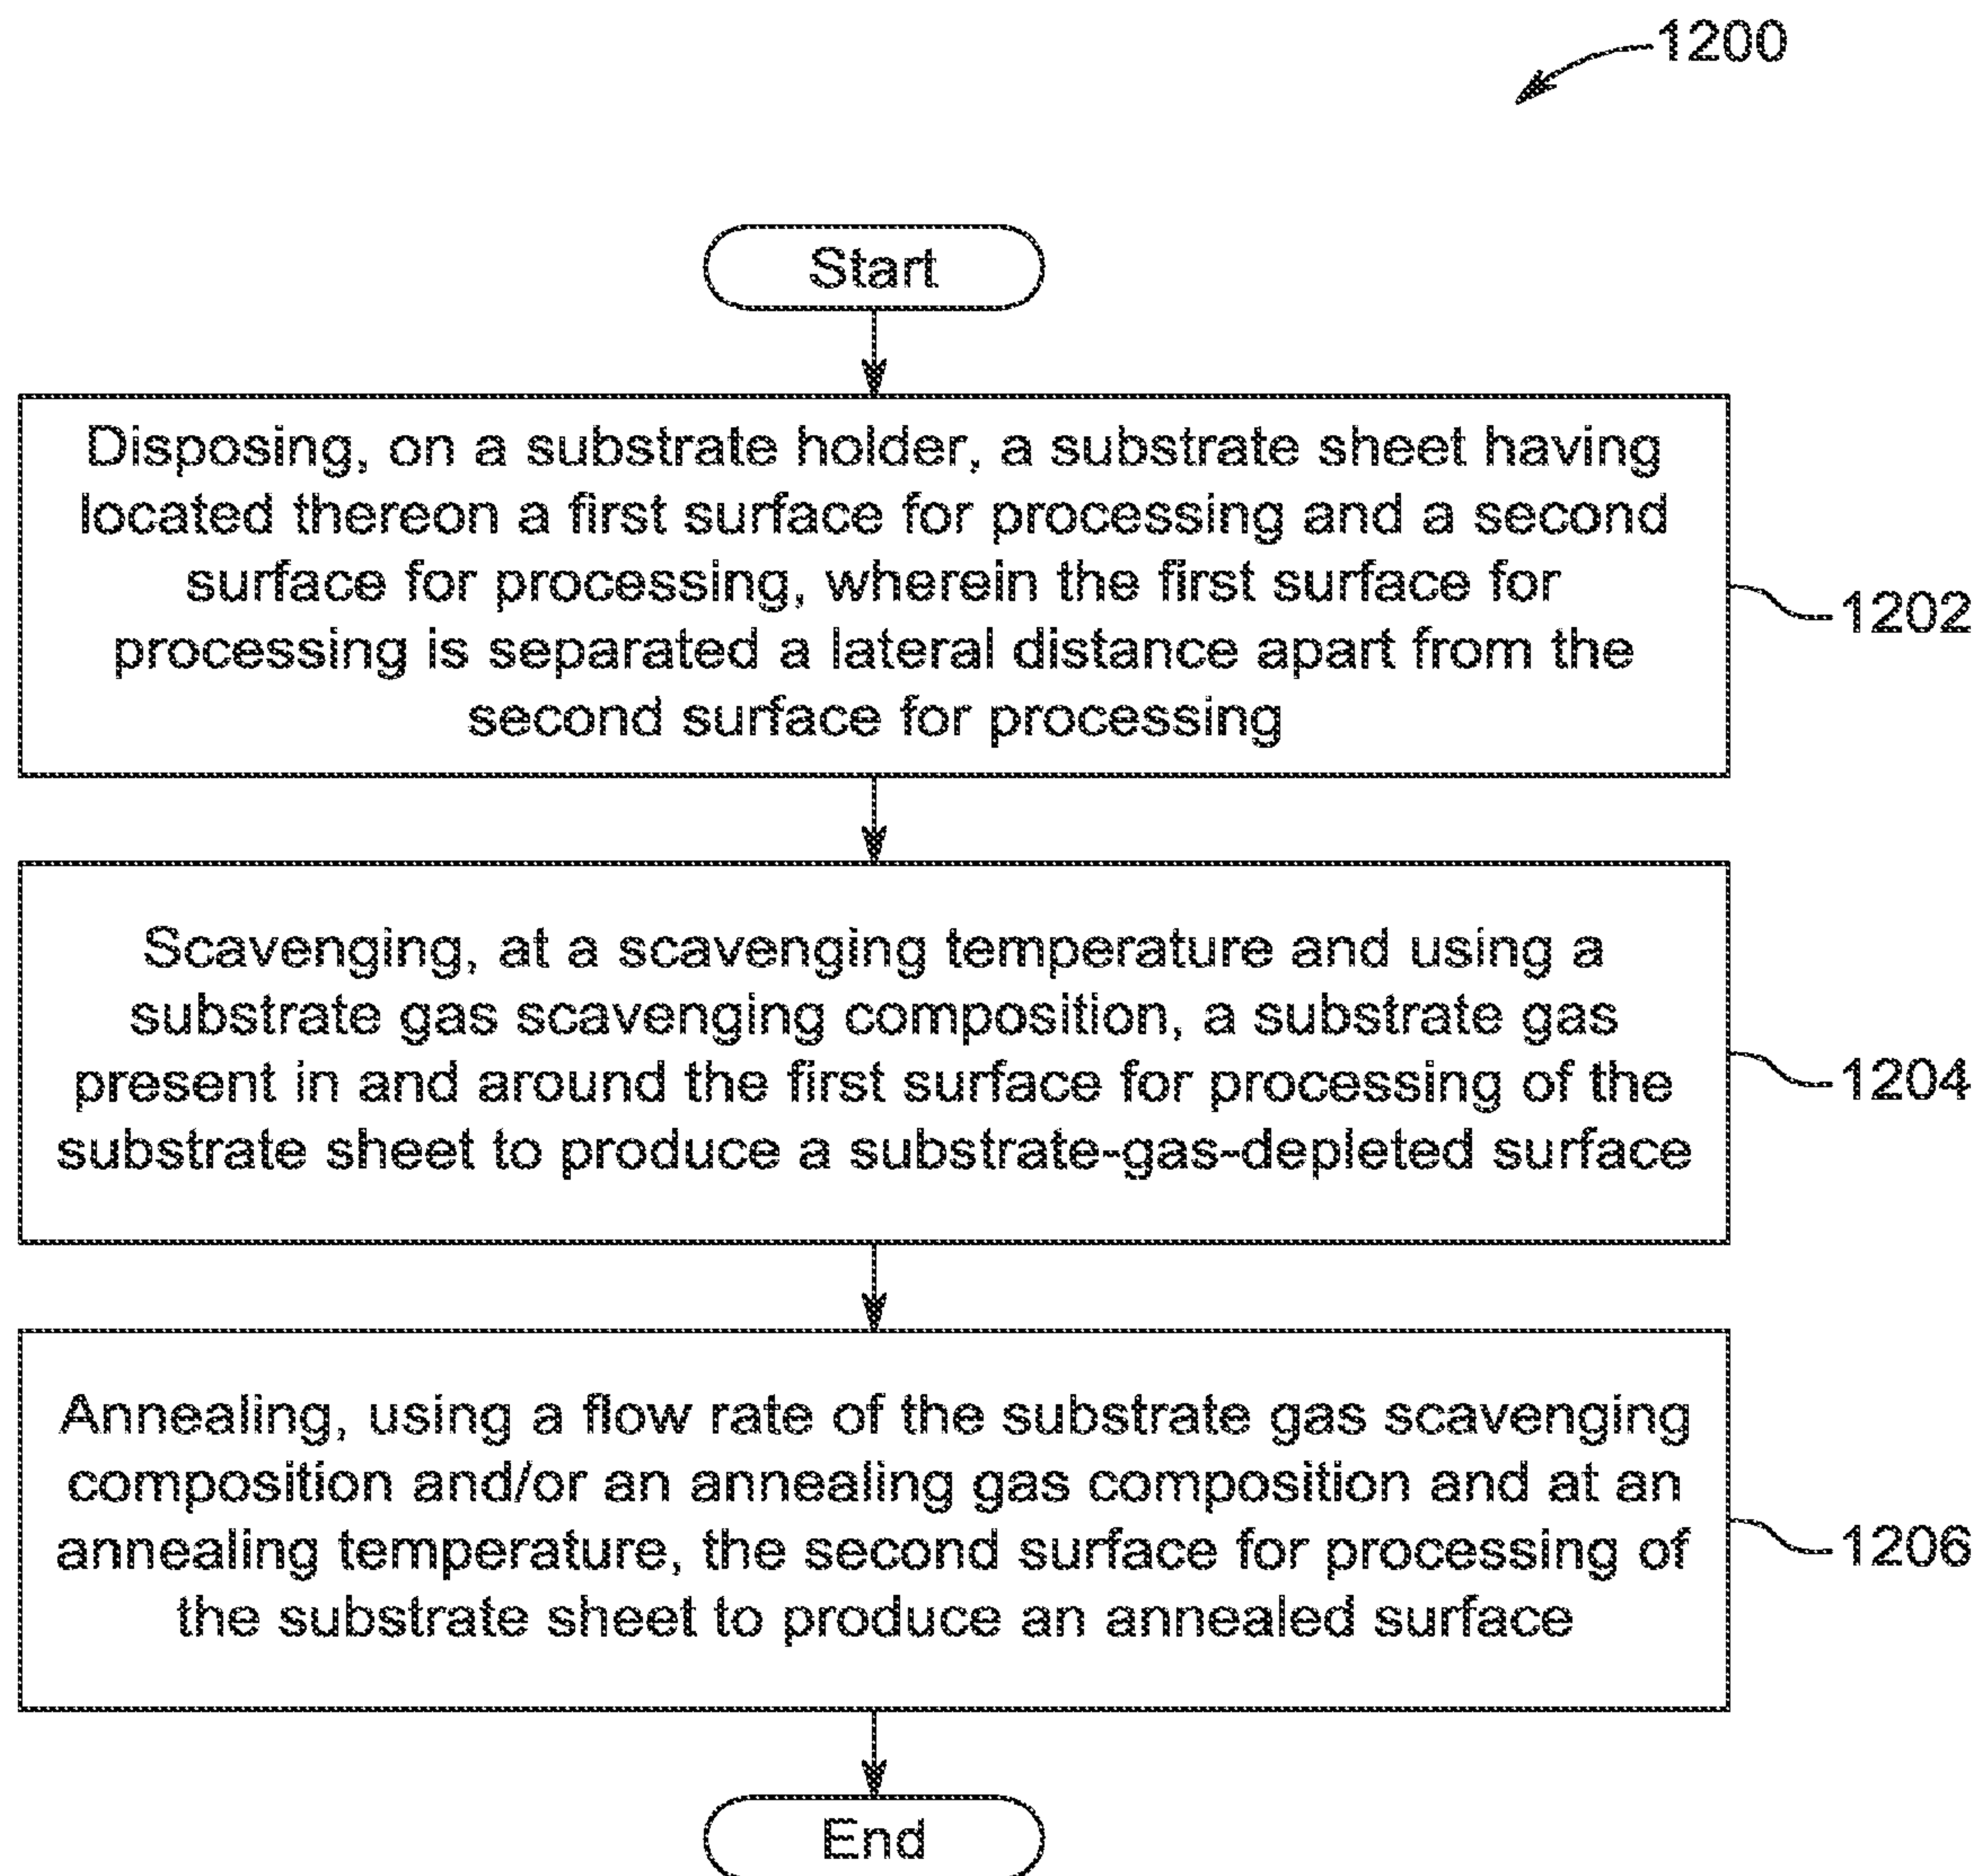 1200
Start
Disposing, on a substrate holder, a substrate sheet having
located thereon a first surface for processing and a second
surface for processing, wherein the first surface for
processing is separated a lateral distance apart from the
second surface for processing
1202
Scavenging, at a scavenging temperature and using a
substrate gas scavenging composition, a substrate gas
present in and around the first surface for processing of the
substrate sheet to produce a substrate-gas-depleted surface
1204
Annealing, using a flow rate of the substrate gas scavenging
composition and/or an annealing gas composition and at an
annealing temperature, the second surface for processing of
the substrate sheet to produce an annealed surface
1206
End